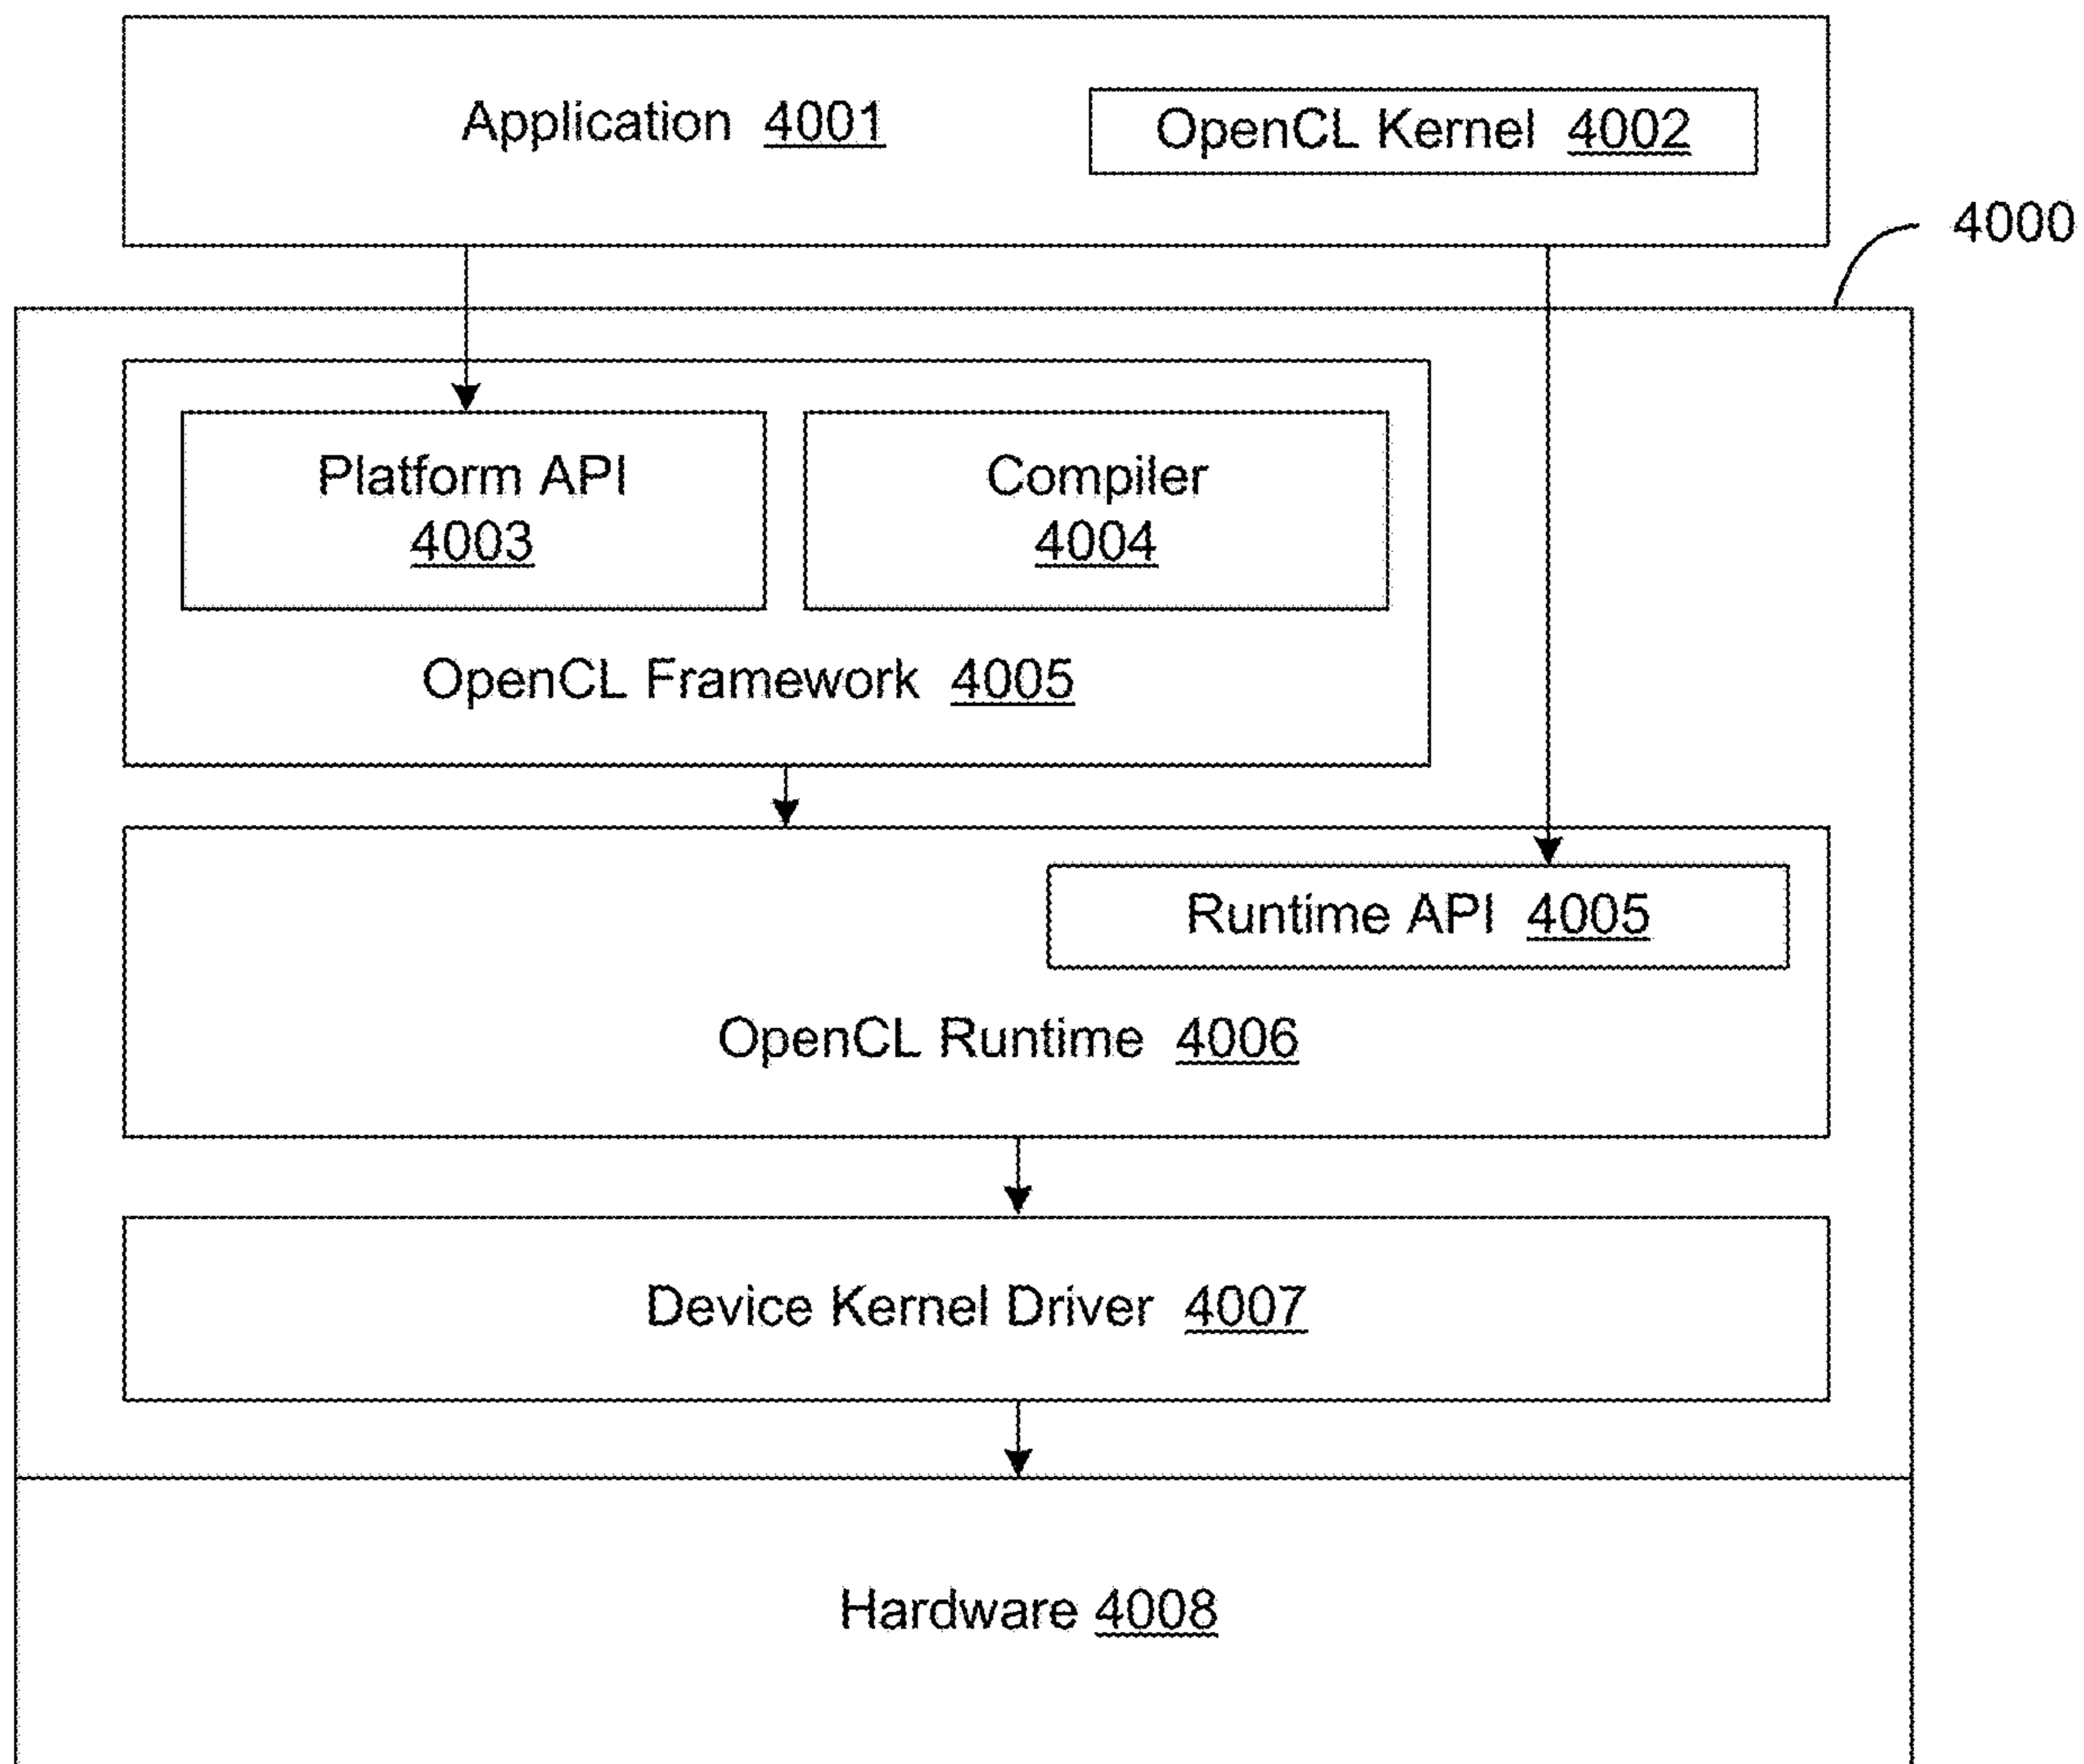 Application 4001
OpenCL Kernel 4002
4000
Platform API
4003
Compiler
4004
OpenCL Framework 4005
Runtime API 4005
OpenCL Runtime 4006
Device Kernel Driver 4007
Hardware 4008